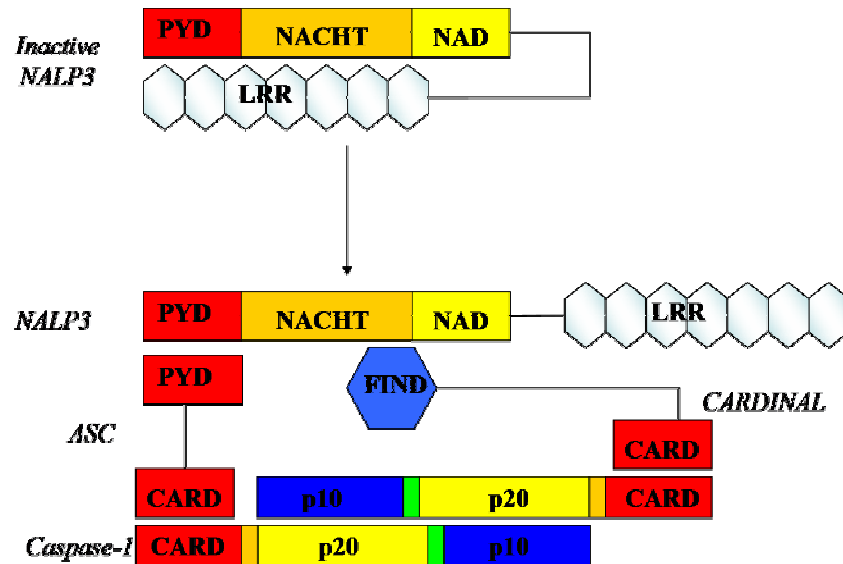 PYD NACHT NAD
Inactive
NALP3
LRR
NALP3 PYD NACHT NAD LRR
PYD FIND
CARDINAL
ASC
CARD
CARD p10 p20 CARD
Caspase-1 CARD p20 p10